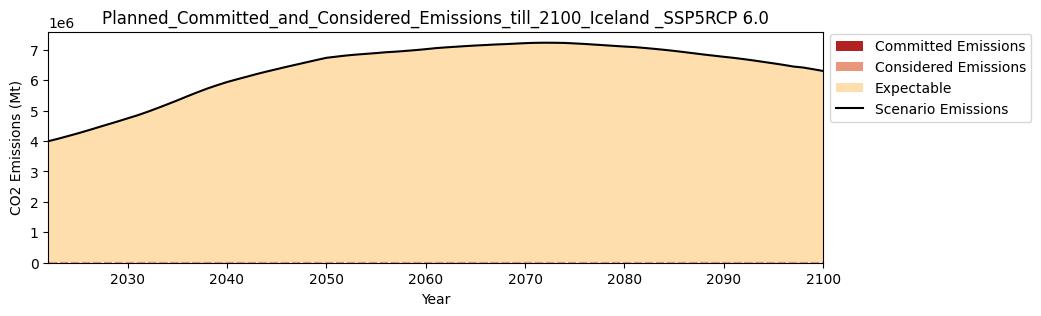 Planned_Committed_and_Considered_Emissions_till_2100_Iceland _SSP5RCP 6.0
1e6
7
6
5
4
3
2
1
0
CO2 Emissions (Mt)
2030 2040 2050 2060 2070 2080 2090 2100
Year
Committed Emissions
Considered Emissions
Expectable
Scenario Emissions